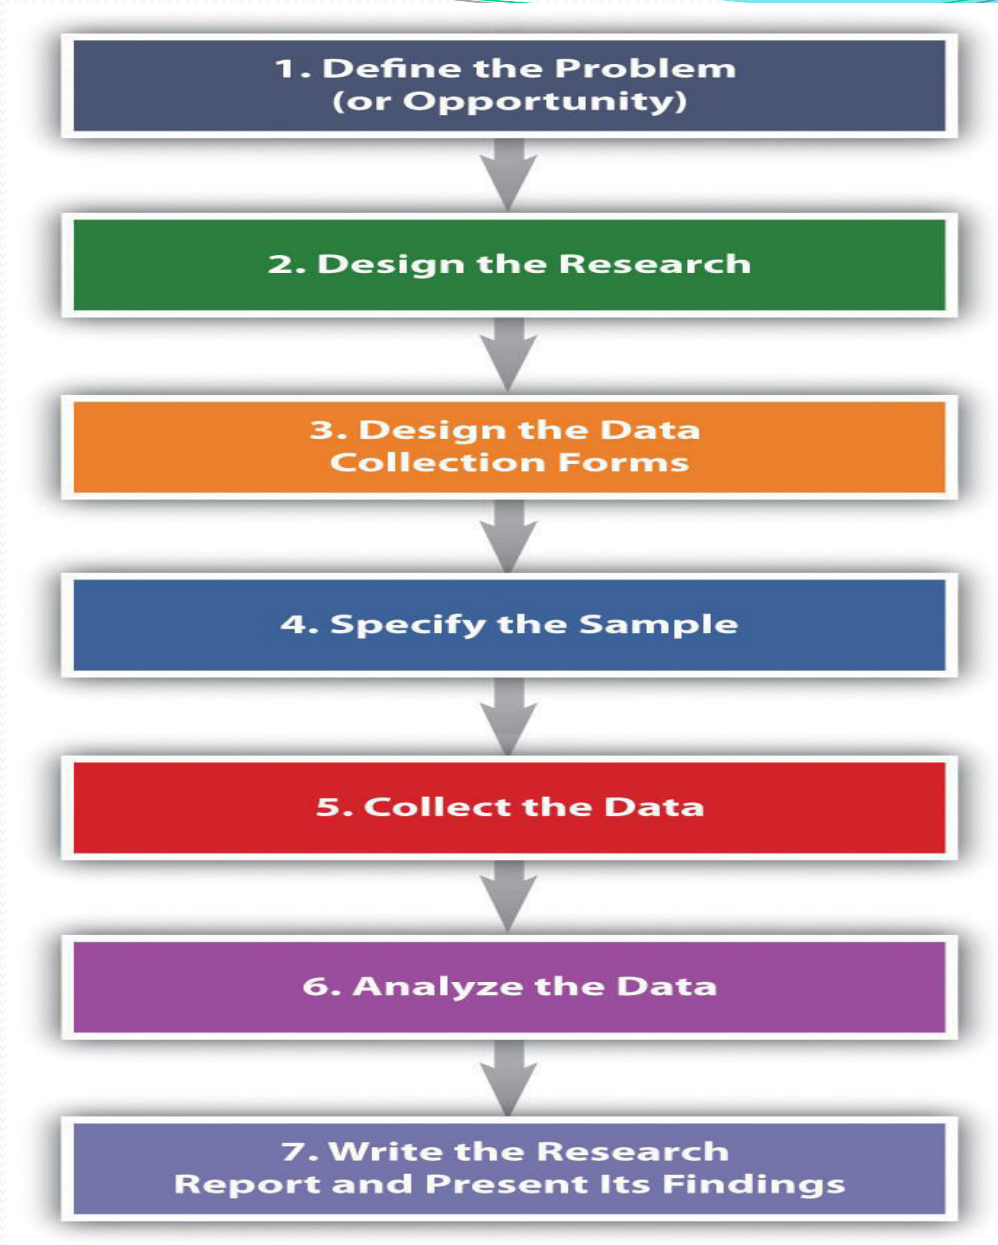 1. Define the Problem
(or Opportunity)
2. Design the Research
3. Design the Data
Collection Forms
4. Specify the Sample
5. Collect the Data
6. Analyze the Data
7. Write the Research
Report and Present Its Findings